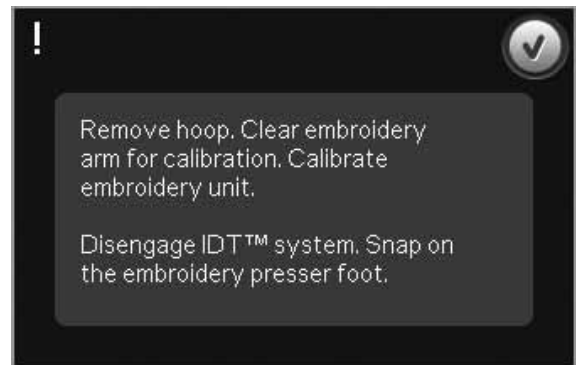 !
Remove hoop. Clear embroidery
arm for calibration. Calibrate
embroidery unit.
Disengage IDT™ system. Snap on
the embroidery presser foot.